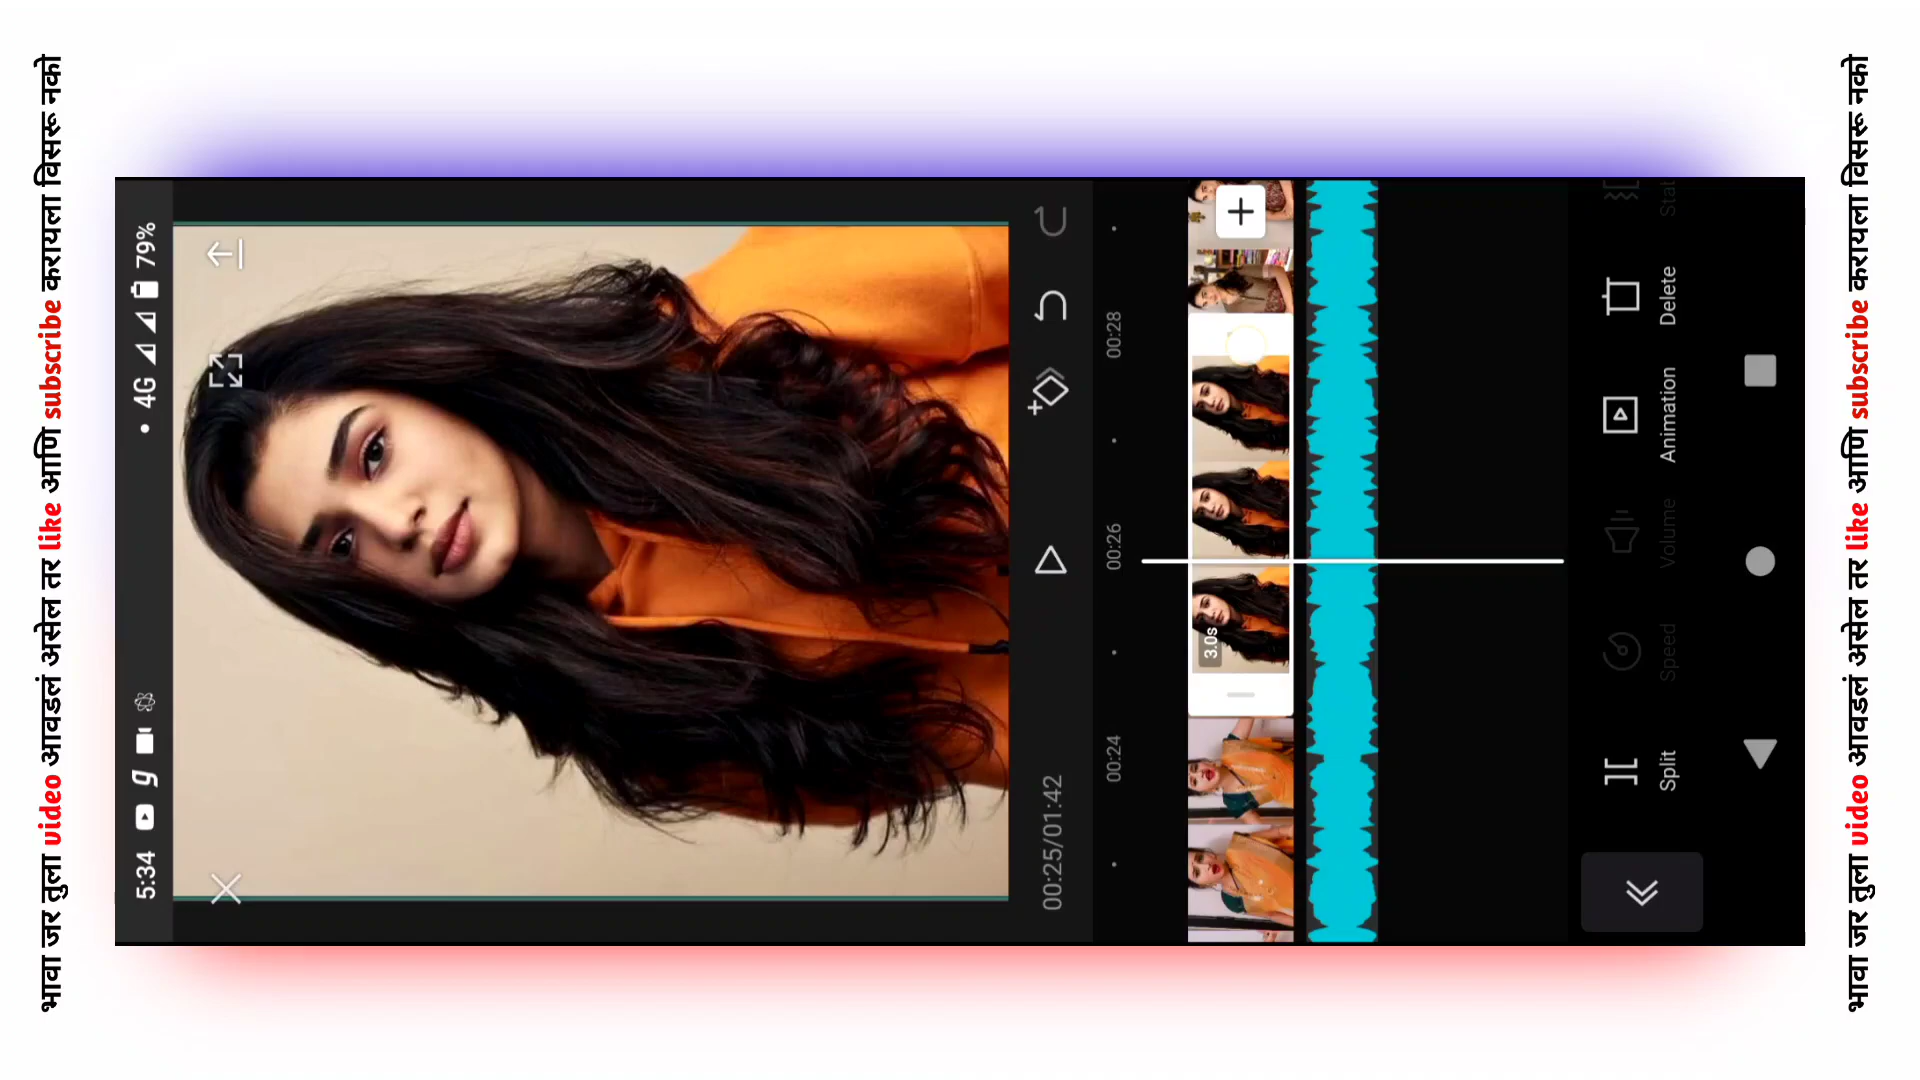 भावा जर तुला video आवडलं असेल तर like आणि subscribe करायला विसरू नको
5:34
4G
79%
00:25/01:42
00:24
00:26
00:28
3.0s
Split
Speed
Volume
Animation
Delete
भावा जर तुला video आवडलं असेल तर like आणि subscribe करायला विसरू नको